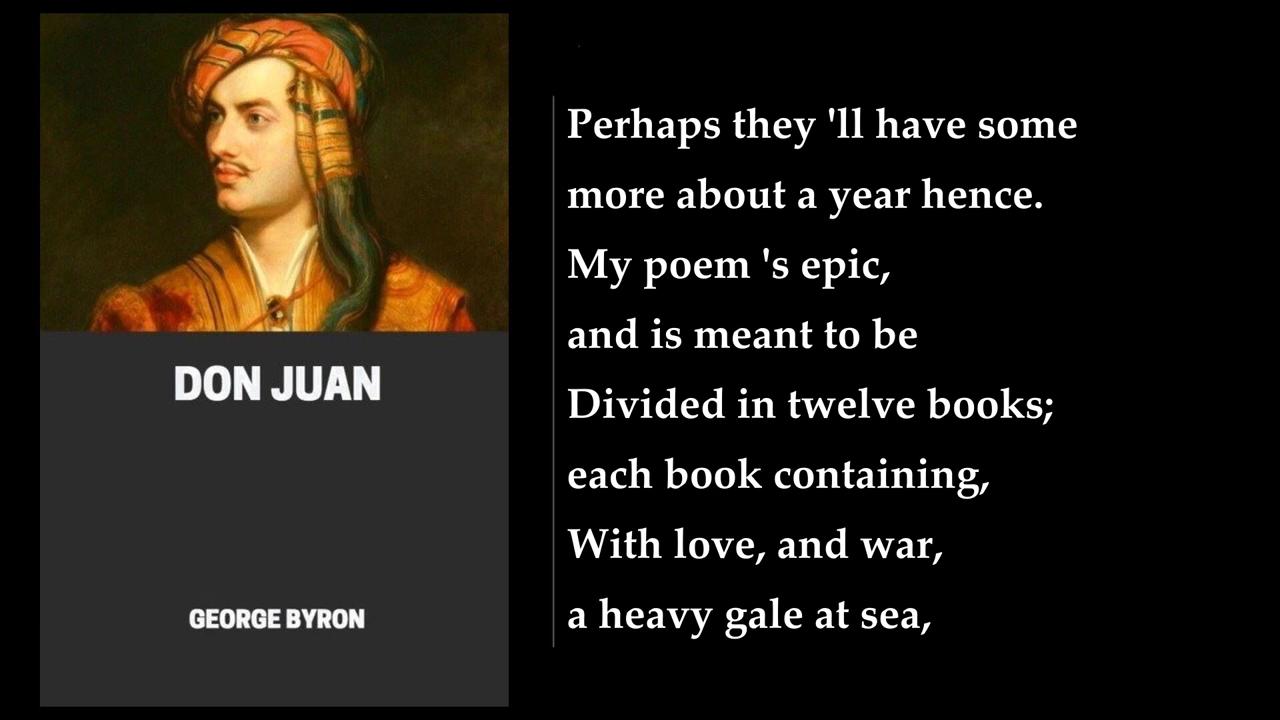 DON JUAN
GEORGE BYRON
Perhaps they 'll have some
more about a year hence.
My poem 's epic,
and is meant to be
Divided in twelve books;
each book containing,
With love, and war,
a heavy gale at sea,